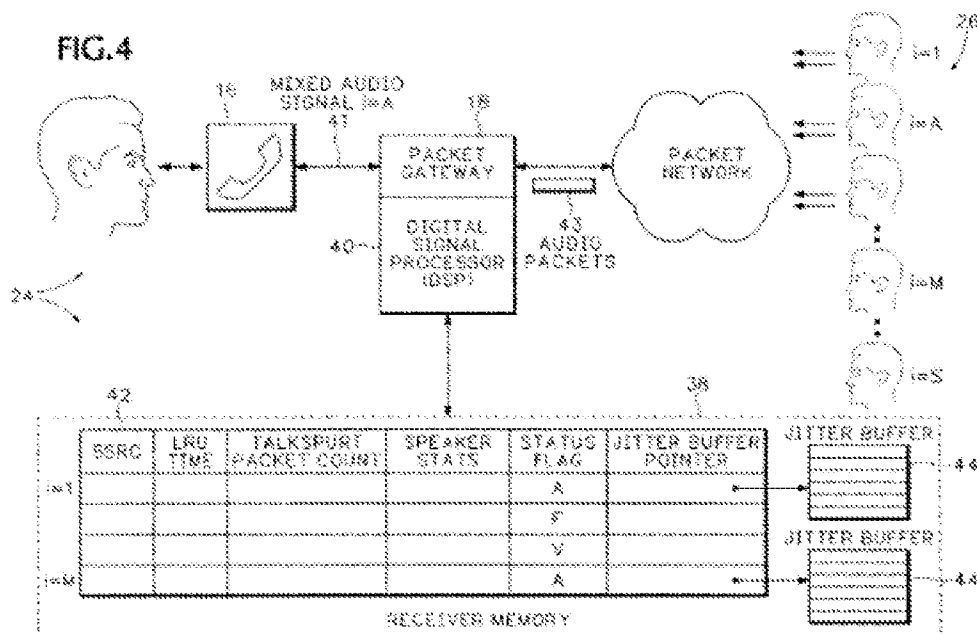 FIG.4
26
MIXED AUDIO
SIGNAL i=A
16
41
18
i=1
i=A
PACKET
GATEWAY
PACKET
NETWORK
40
DIGITAL
SIGNAL
PROCESSOR
(DSP)
43
AUDIO
PACKETS
24
i=M
i=S
42
38
SSRC
LRU
TIME
TALKSPURT
PACKET COUNT
SPEAKER
STATS
STATUS
FLAG
JITTER BUFFER
POINTER
JITTER BUFFER
44
i=1
A
F
V
JITTER BUFFER
i=M
A
44
RECEIVER MEMORY